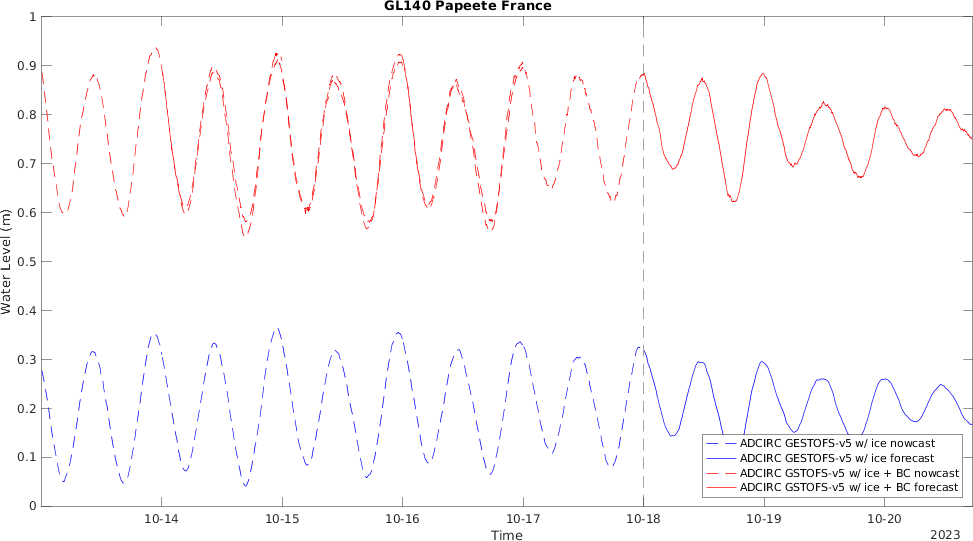 GL140 Papeete France
1
0.9
0.8
0.7
0.6
0.5
0.4
0.3
0.2
0.1
0
Water Level (m)
10-14 10-15 10-16 10-17 10-18 10-19 10-20
Time
2023
ADCIRC GESTOFS-v5 w/ ice nowcast
ADCIRC GESTOFS-v5 w/ ice forecast
ADCIRC GSTOFS-v5 w/ ice + BC nowcast
ADCIRC GSTOFS-v5 w/ ice + BC forecast